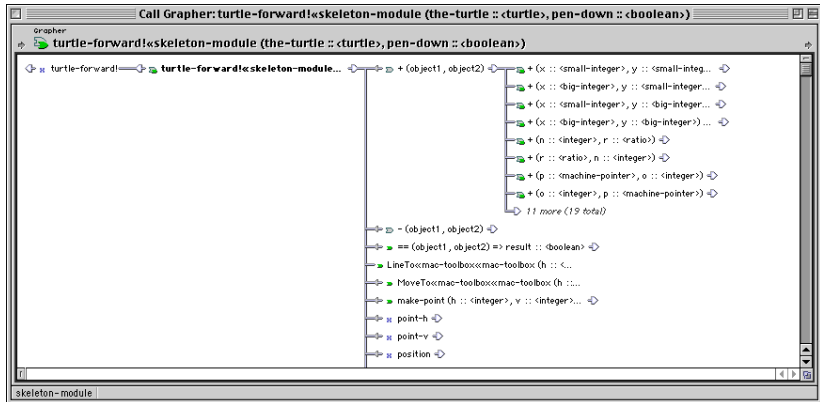 Call Grapher: turtle-forward!«skeleton-module (the-turtle :: <turtle>, pen-down :: <boolean>)
Grapher
turtle-forward!«skeleton-module (the-turtle :: <turtle>, pen-down :: <boolean>)
turtle-forward! turtle-forward!«skeleton-module... + (object1, object2) + (x :: <small-integer>, y :: <small-integ...
+ (x :: <big-integer>, y :: <small-integer...
+ (x :: <small-integer>, y :: <big-integer...
+ (x :: <big-integer>, y :: <big-integer>) ...
+ (n :: <integer>, r :: <ratio>)
+ (r :: <ratio>, n :: <integer>)
+ (p :: <machine-pointer>, o :: <integer>)
+ (o :: <integer>, p :: <machine-pointer>)
11 more (19 total)
- (object1, object2)
== (object1, object2) => result :: <boolean>
LineTo««mac-toolbox««mac-toolbox (h :: <...
MoveTo««mac-toolbox««mac-toolbox (h ::...
make-point (h :: <integer>, v :: <integer>...
point-h
point-v
position
skeleton-module